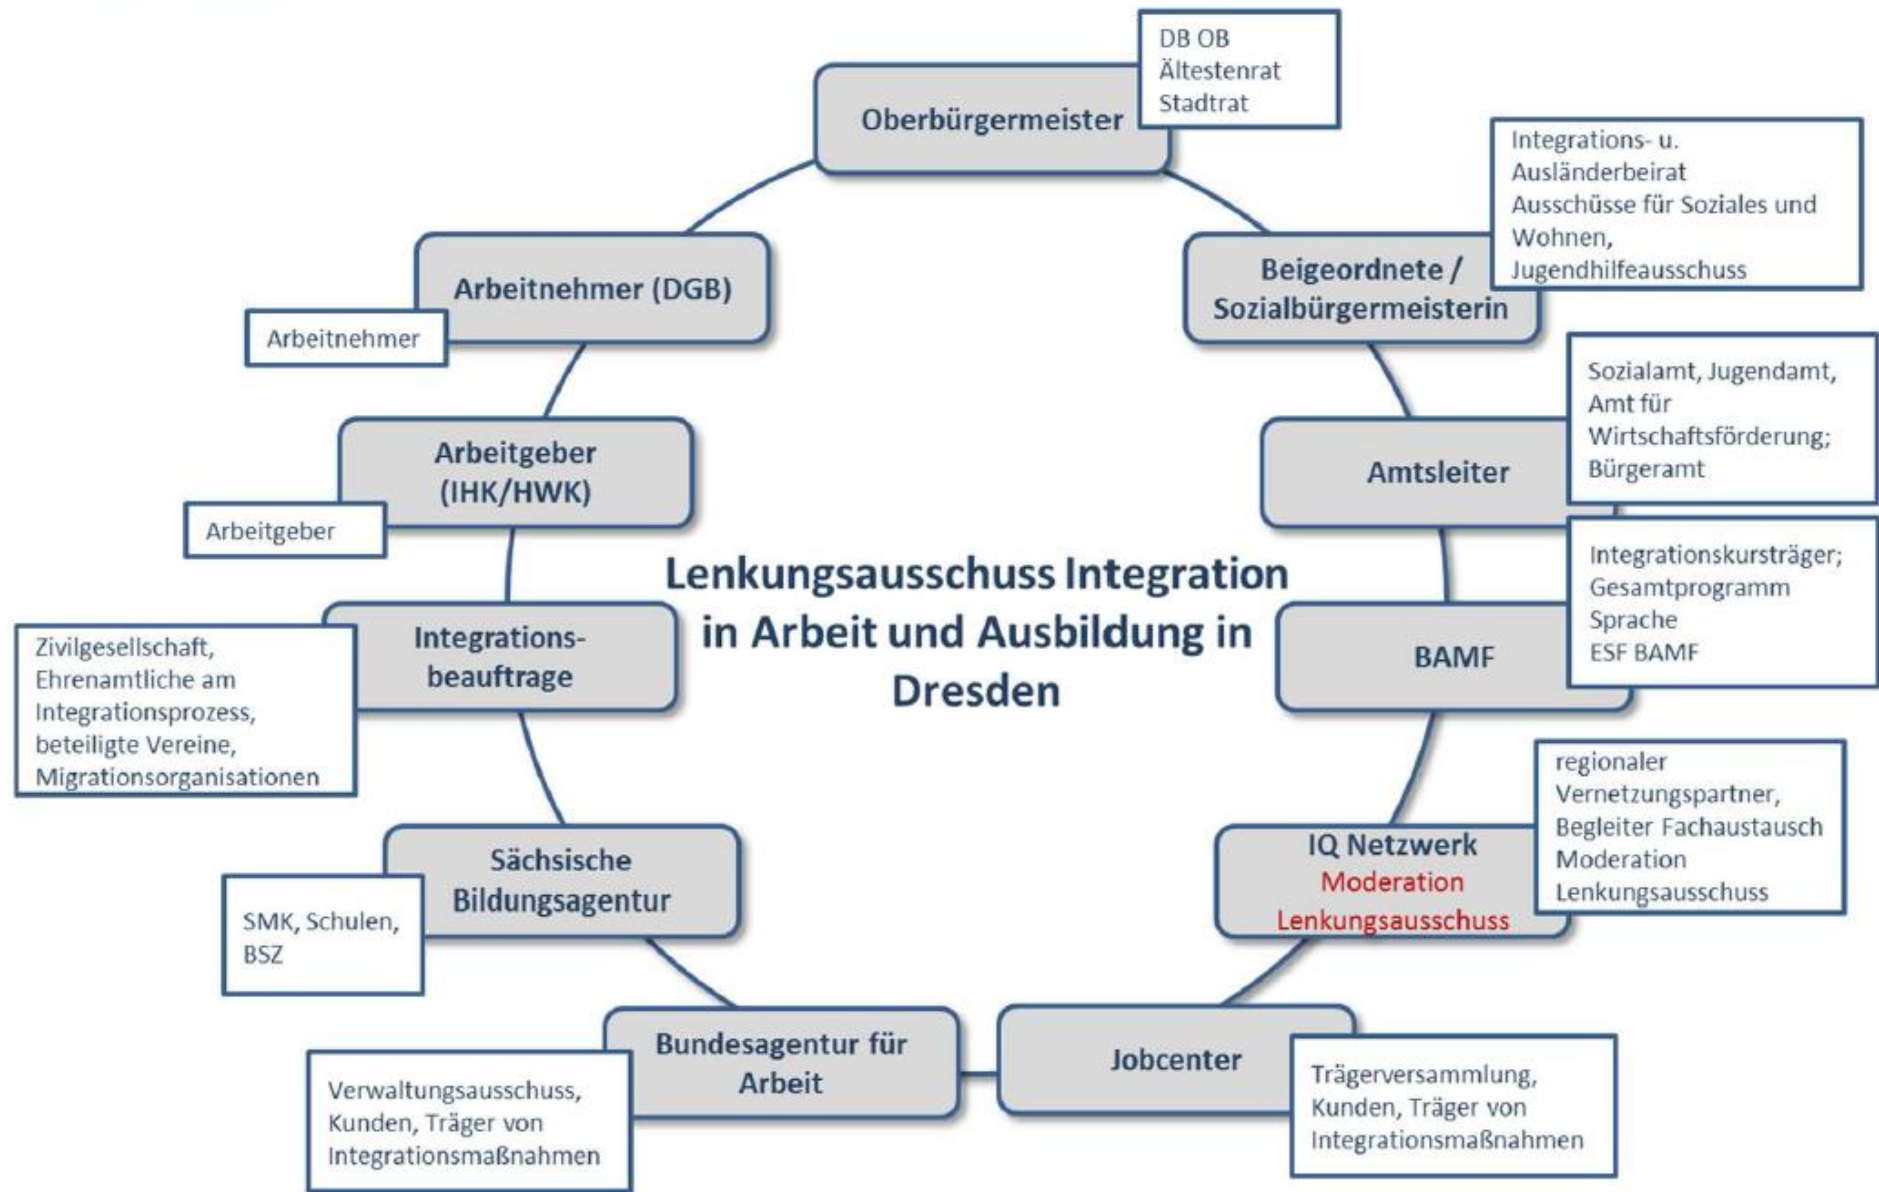 DB OB
Ältestenrat
Stadtrat
Oberbürgermeister
Integrations- u.
Ausländerbeirat
Ausschüsse für Soziales und
Wohnen,
Jugendhilfeausschuss
Beigeordnete /
Sozialbürgermeisterin
Sozialamt, Jugendamt,
Amt für
Wirtschaftsförderung;
Bürgeramt
Amtsleiter
Integrationskursträger;
Gesamtprogramm
Sprache
ESF BAMF
BAMF
regionaler
Vernetzungspartner,
Begleiter Fachaustausch
Moderation
Lenkungsausschuss
IQ Netzwerk
Moderation
Lenkungsausschuss
Jobcenter
Trägerversammlung,
Kunden, Träger von
Integrationsmaßnahmen
Bundesagentur für
Arbeit
Verwaltungsausschuss,
Kunden, Träger von
Integrationsmaßnahmen
Sächsische
Bildungsagentur
SMK, Schulen,
BSZ
Integrations-
beauftrage
Zivilgesellschaft,
Ehrenamtliche am
Integrationsprozess,
beteiligte Vereine,
Migrationsorganisationen
Arbeitgeber
(IHK/HWK)
Arbeitgeber
Arbeitnehmer (DGB)
Arbeitnehmer
Lenkungsausschuss Integration
in Arbeit und Ausbildung in
Dresden